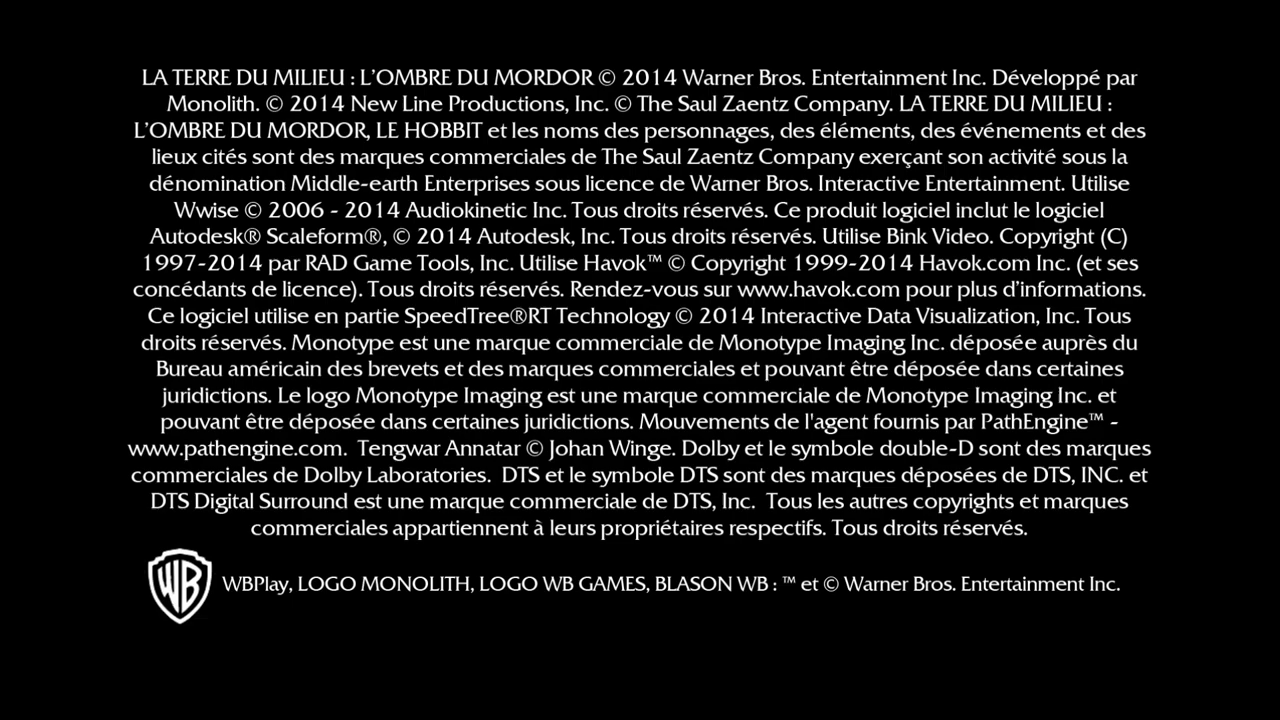 LA TERRE DU MILIEU : L’OMBRE DU MORDOR © 2014 Warner Bros. Entertainment Inc. Développé par
Monolith. © 2014 New Line Productions, Inc. © The Saul Zaentz Company. LA TERRE DU MILIEU :
L’OMBRE DU MORDOR, LE HOBBIT et les noms des personnages, des éléments, des événements et des
lieux cités sont des marques commerciales de The Saul Zaentz Company exerçant son activité sous la
dénomination Middle-earth Enterprises sous licence de Warner Bros. Interactive Entertainment. Utilise
Wwise © 2006 - 2014 Audiokinetic Inc. Tous droits réservés. Ce produit logiciel inclut le logiciel
Autodesk® Scaleform®, © 2014 Autodesk, Inc. Tous droits réservés. Utilise Bink Video. Copyright (C)
1997-2014 par RAD Game Tools, Inc. Utilise Havok™ © Copyright 1999-2014 Havok.com Inc. (et ses
concédants de licence). Tous droits réservés. Rendez-vous sur www.havok.com pour plus d’informations.
Ce logiciel utilise en partie SpeedTree®RT Technology © 2014 Interactive Data Visualization, Inc. Tous
droits réservés. Monotype est une marque commerciale de Monotype Imaging Inc. déposée auprès du
Bureau américain des brevets et des marques commerciales et pouvant être déposée dans certaines
juridictions. Le logo Monotype Imaging est une marque commerciale de Monotype Imaging Inc. et
pouvant être déposée dans certaines juridictions. Mouvements de l'agent fournis par PathEngine™ -
www.pathengine.com.  Tengwar Annatar © Johan Winge. Dolby et le symbole double-D sont des marques
commerciales de Dolby Laboratories.  DTS et le symbole DTS sont des marques déposées de DTS, INC. et
DTS Digital Surround est une marque commerciale de DTS, Inc.  Tous les autres copyrights et marques
commerciales appartiennent à leurs propriétaires respectifs. Tous droits réservés.
WB WBPlay, LOGO MONOLITH, LOGO WB GAMES, BLASON WB : ™ et © Warner Bros. Entertainment Inc.